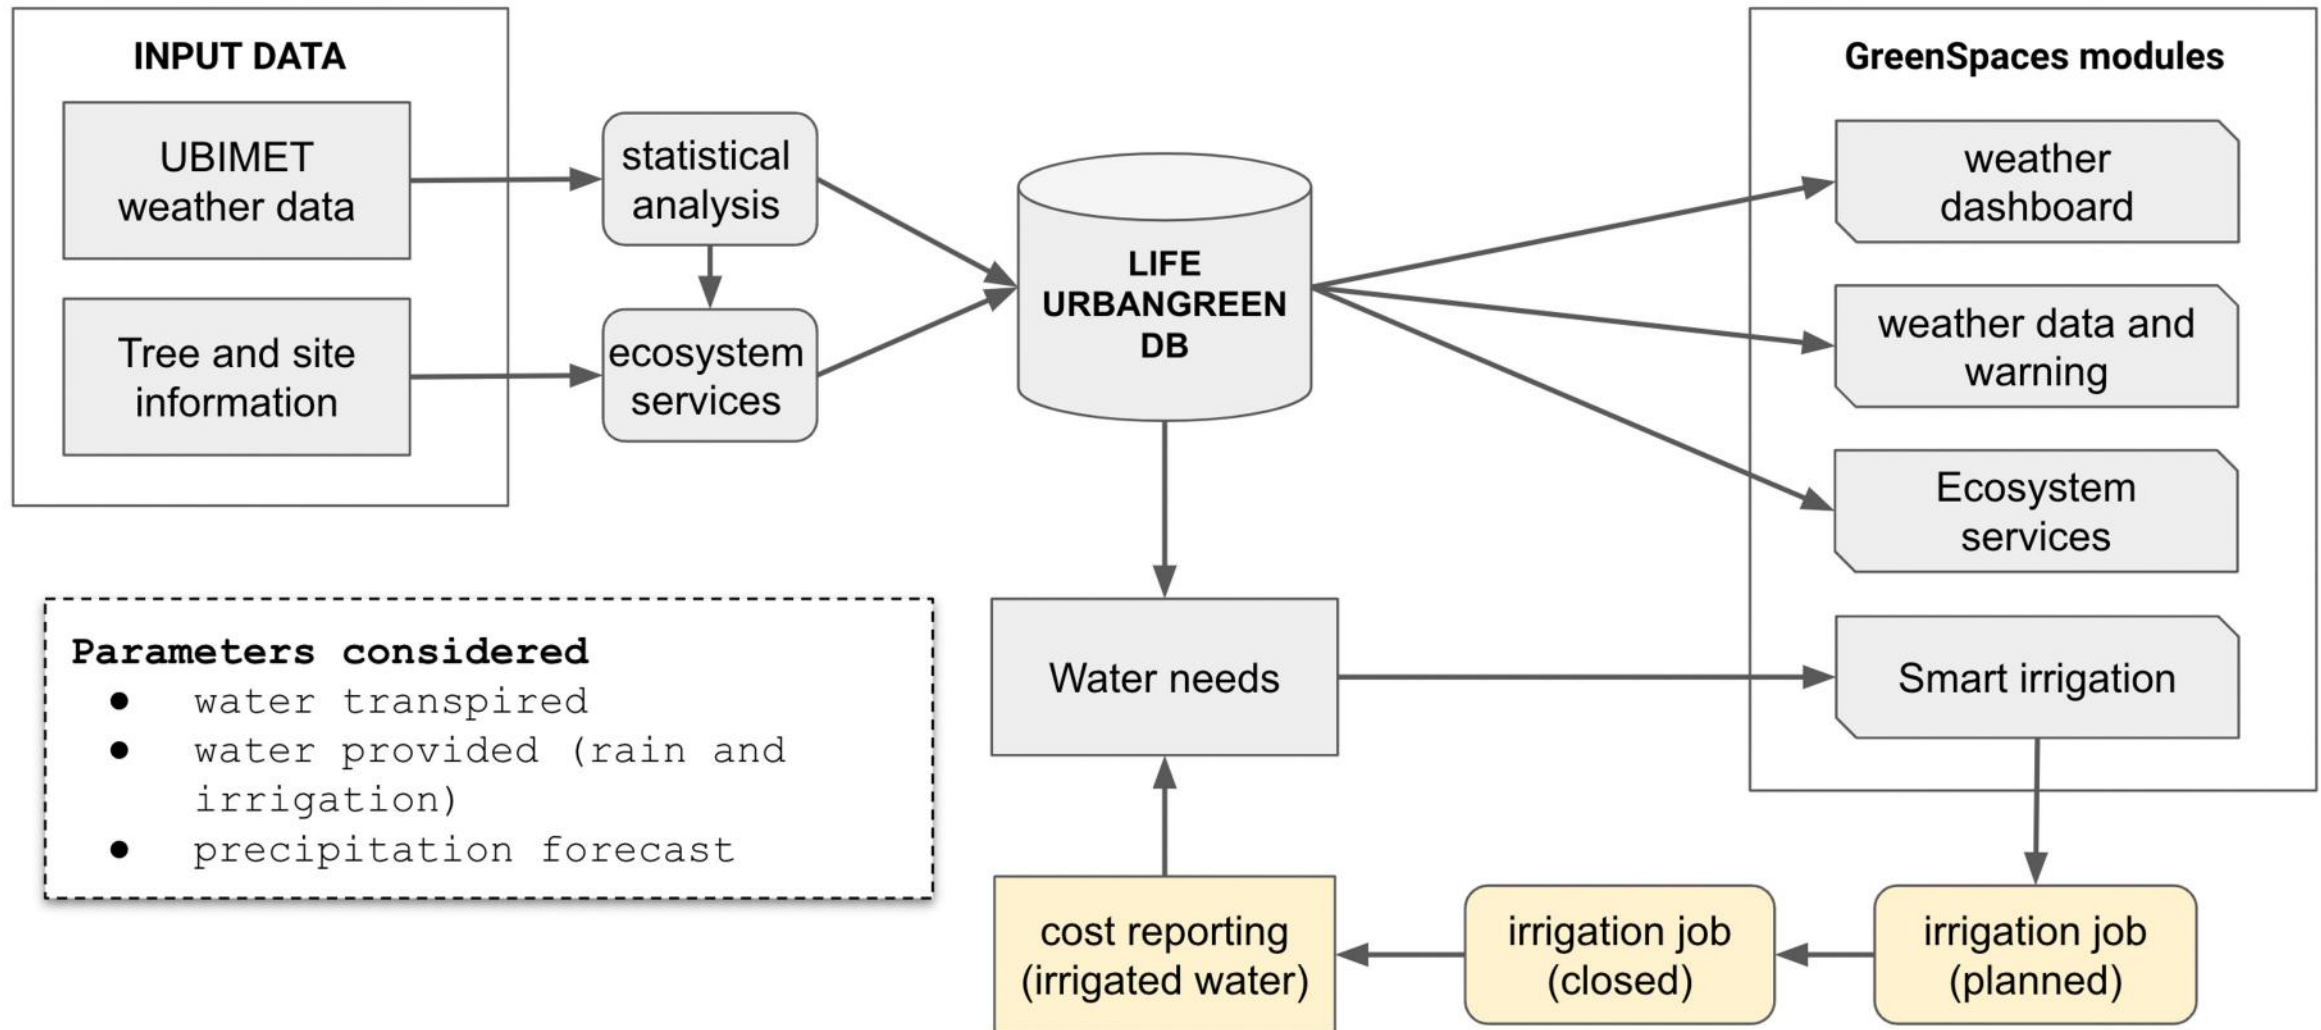 INPUT DATA
UBIMET
weather data
Tree and site
information
statistical
analysis
ecosystem
services
LIFE
URBANGREEN
DB
GreenSpaces modules
weather
dashboard
weather data and
warning
Ecosystem
services
Smart irrigation
Water needs
Parameters considered
● water transpired
● water provided (rain and
irrigation)
● precipitation forecast
cost reporting
(irrigated water)
irrigation job
(closed)
irrigation job
(planned)